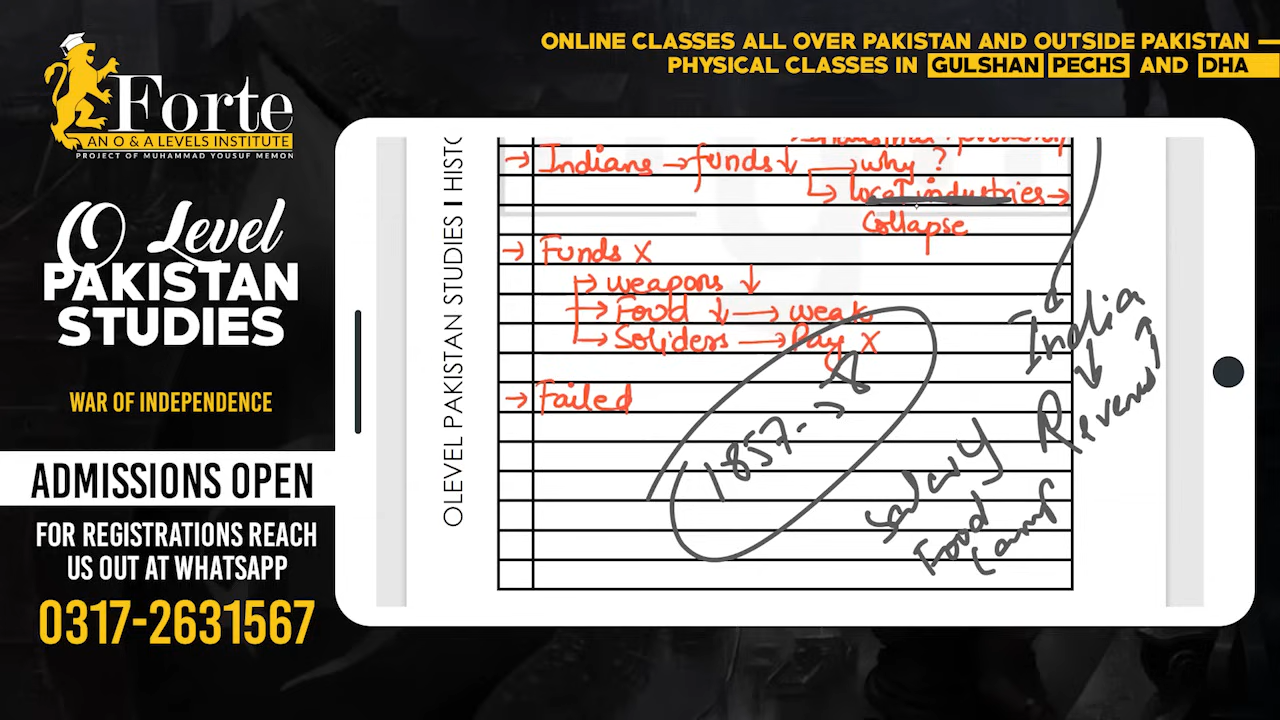 Forte
AN O & A LEVELS INSTITUTE
PROJECT OF MUHAMMAD YOUSUF MEMON
O Level
PAKISTAN
STUDIES
WAR OF INDEPENDENCE
ADMISSIONS OPEN
FOR REGISTRATIONS REACH
US OUT AT WHATSAPP
0317-2631567
ONLINE CLASSES ALL OVER PAKISTAN AND OUTSIDE PAKISTAN
PHYSICAL CLASSES IN GULSHAN PECHS AND DHA
OLEVEL PAKISTAN STUDIES I HISTO
→ Indians → funds ↓ → why ?
↳ local industries →
collapse
→ Funds x
→ weapons ↓
→ Food ↓ → weak
→ Soliders → Pay x
→ Failed
1857-58
India
↓
Revenue ↑
Salary
Food